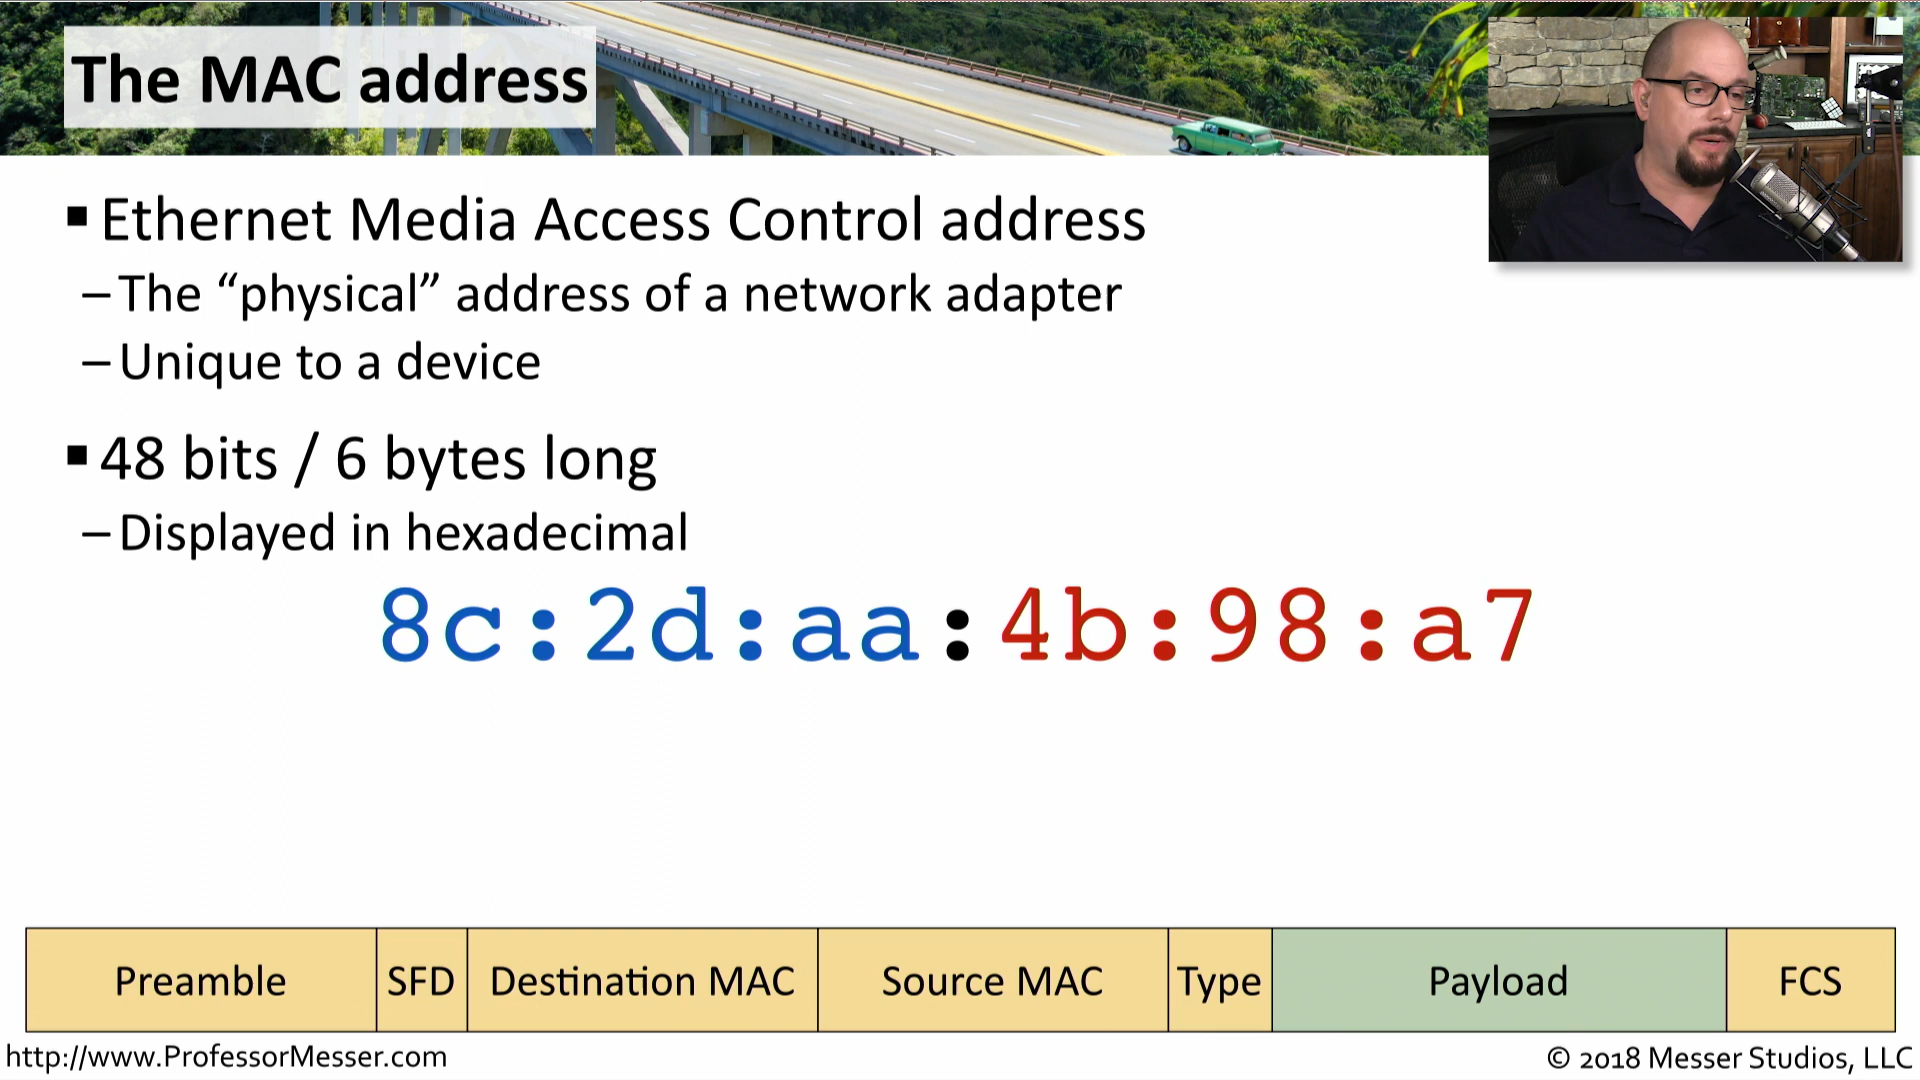 The MAC address
▪ Ethernet Media Access Control address
– The “physical” address of a network adapter
– Unique to a device
▪ 48 bits / 6 bytes long
– Displayed in hexadecimal
8c:2d:aa:4b:98:a7
Preamble SFD Destination MAC Source MAC Type Payload FCS
http://www.ProfessorMesser.com © 2018 Messer Studios, LLC